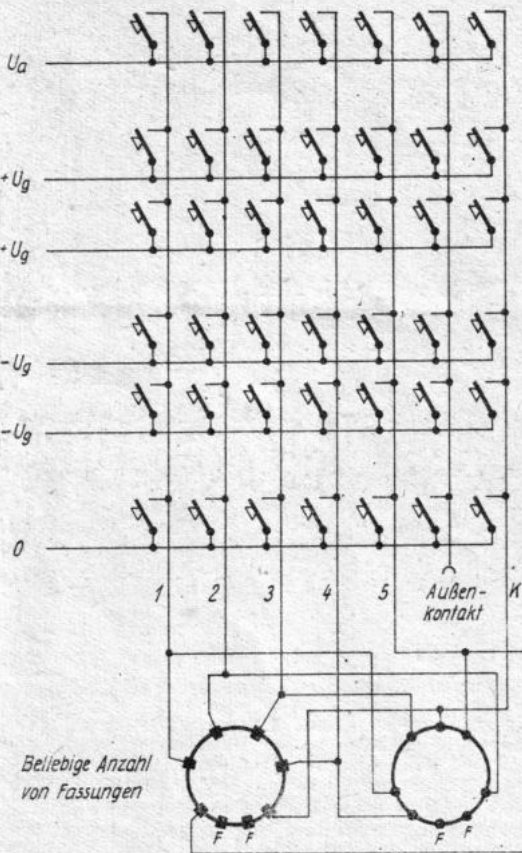 Ua
+Ug
+Ug
-Ug
-Ug
0
1 2 3 4 5 Außen-
kontakt K
Beliebige Anzahl
von Fassungen
F F F F